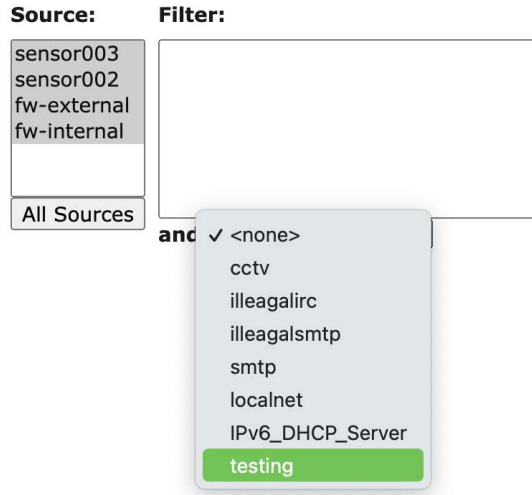 Source: Filter:
sensor003
sensor002
fw-external
fw-internal
All Sources
and ✓ <none>
cctv
illeagalirc
illeagalsmtp
smtp
localnet
IPv6_DHCP_Server
testing